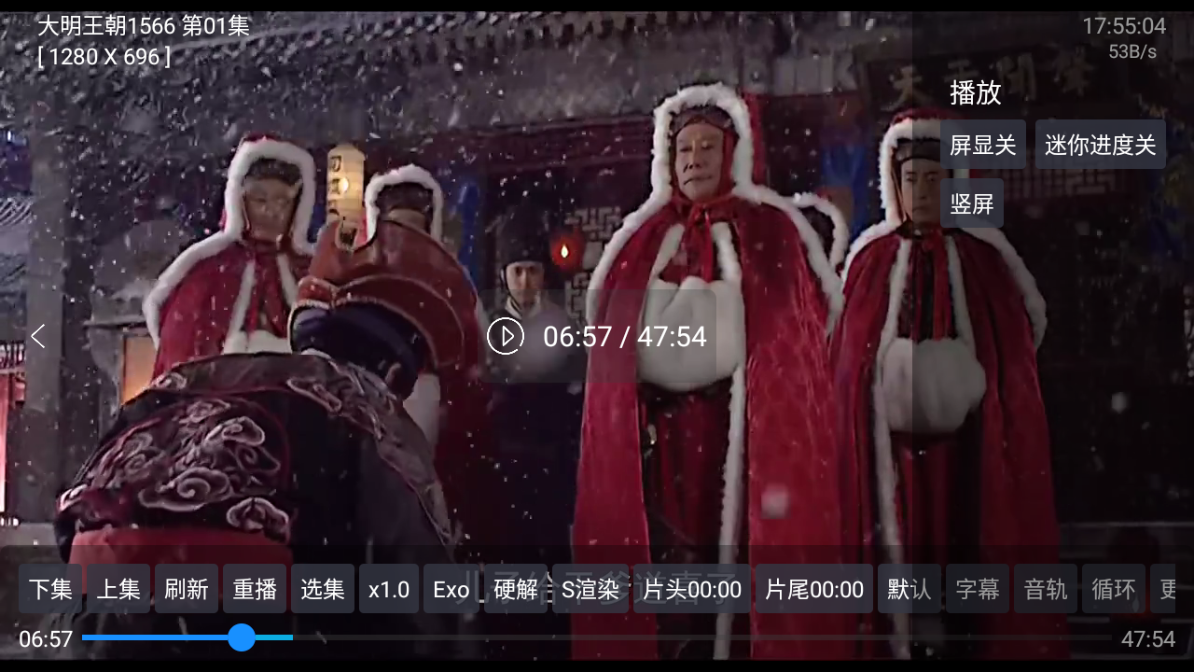 大明王朝1566 第01集
17:55:04
[ 1280 X 696 ]
53B/s
播放
屏显关 迷你进度关
竖屏
06:57 / 47:54
下集 上集 刷新 重播 选集 x1.0 Exo 硬解 S渲染 片头00:00 片尾00:00 默认 字幕 音轨 循环
06:57 47:54